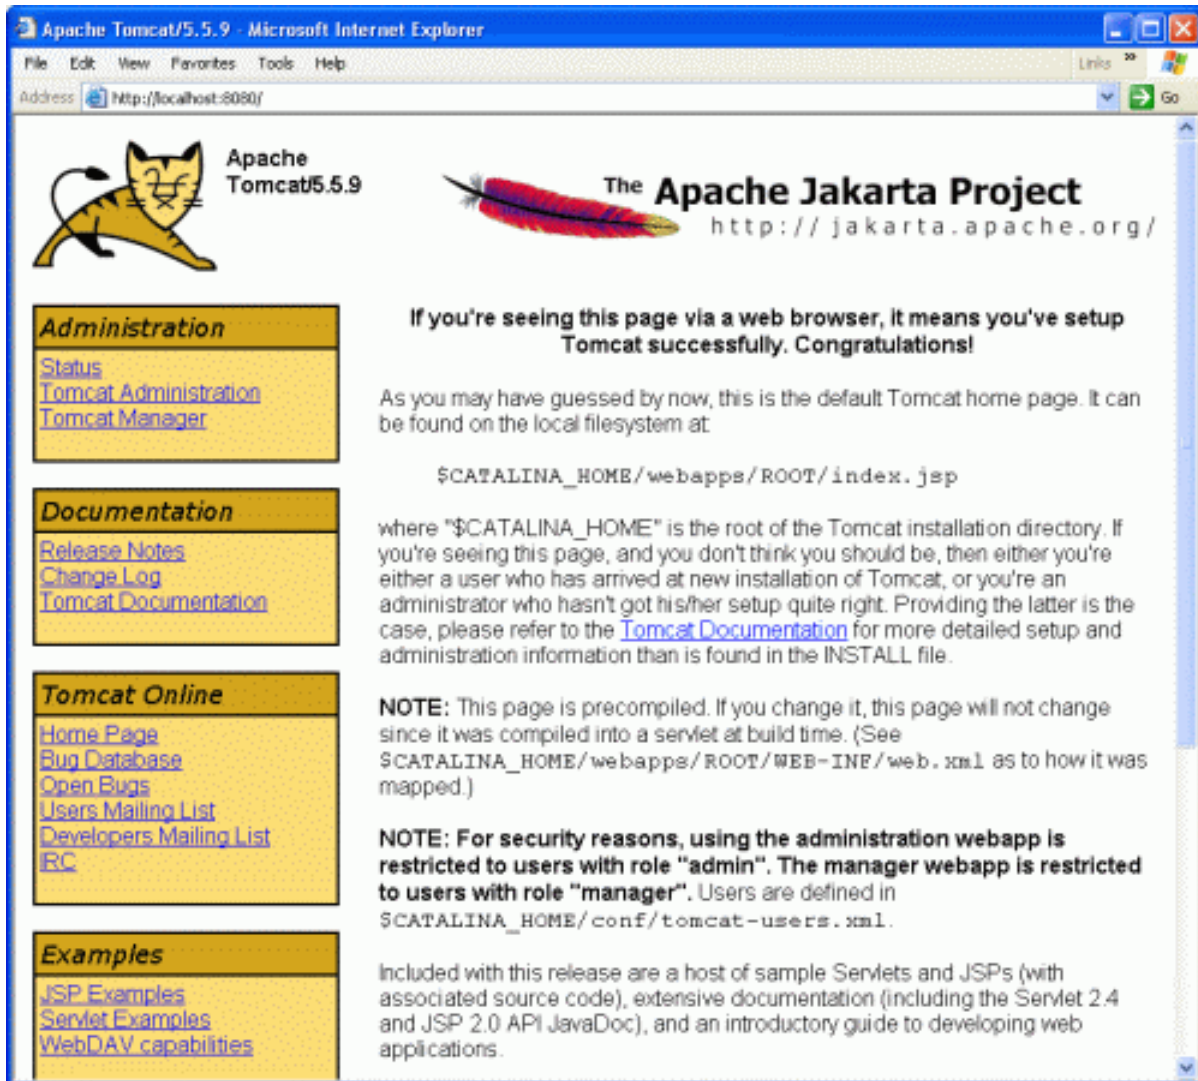 Apache Tomcat/5.5.9 - Microsoft Internet Explorer
File Edit View Favorites Tools Help Links »
Address http://localhost:8080/ Go
Apache
Tomcat/5.5.9
The Apache Jakarta Project
http://jakarta.apache.org/
Administration
Status
Tomcat Administration
Tomcat Manager
Documentation
Release Notes
Change Log
Tomcat Documentation
Tomcat Online
Home Page
Bug Database
Open Bugs
Users Mailing List
Developers Mailing List
IRC
Examples
JSP Examples
Servlet Examples
WebDAV capabilities
If you're seeing this page via a web browser, it means you've setup
Tomcat successfully. Congratulations!
As you may have guessed by now, this is the default Tomcat home page. It can
be found on the local filesystem at:
$CATALINA_HOME/webapps/ROOT/index.jsp
where "$CATALINA_HOME" is the root of the Tomcat installation directory. If
you're seeing this page, and you don't think you should be, then either you're
either a user who has arrived at new installation of Tomcat, or you're an
administrator who hasn't got his/her setup quite right. Providing the latter is the
case, please refer to the Tomcat Documentation for more detailed setup and
administration information than is found in the INSTALL file.
NOTE: This page is precompiled. If you change it, this page will not change
since it was compiled into a servlet at build time. (See
$CATALINA_HOME/webapps/ROOT/WEB-INF/web.xml as to how it was
mapped.)
NOTE: For security reasons, using the administration webapp is
restricted to users with role "admin". The manager webapp is restricted
to users with role "manager". Users are defined in
$CATALINA_HOME/conf/tomcat-users.xml.
Included with this release are a host of sample Servlets and JSPs (with
associated source code), extensive documentation (including the Servlet 2.4
and JSP 2.0 API JavaDoc), and an introductory guide to developing web
applications.